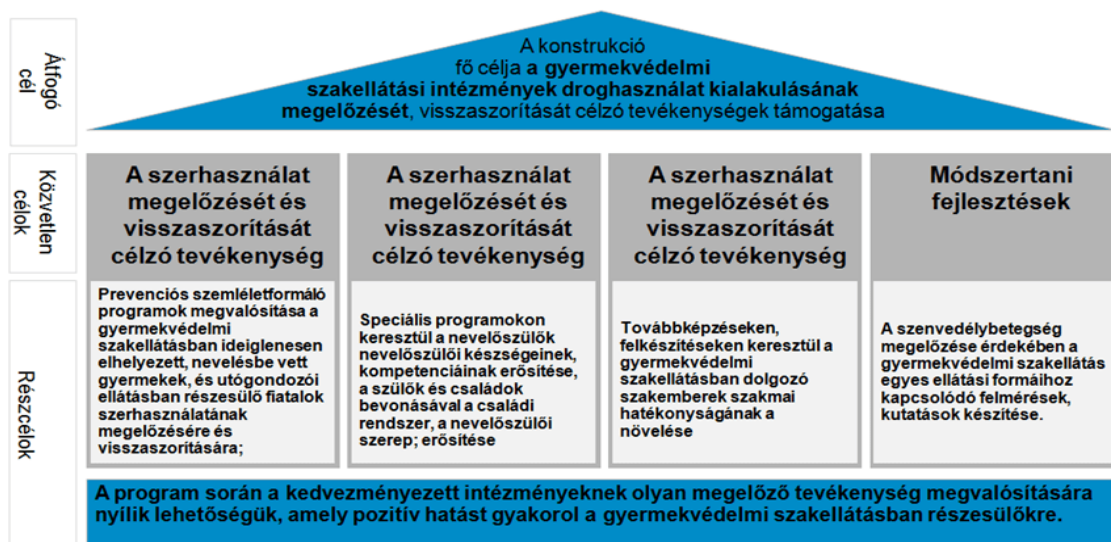 Átfogó
cél
A konstrukció
fő célja a gyermekvédelmi
szakellátási intézmények droghasználat kialakulásának
megelőzését, visszaszorítását célzó tevékenységek támogatása
Közvetlen
célok
A szerhasználat
megelőzését és
visszaszorítását
célzó tevékenység
A szerhasználat
megelőzését és
visszaszorítását
célzó tevékenység
A szerhasználat
megelőzését és
visszaszorítását
célzó tevékenység
Módszertani
fejlesztések
Részcélok
Prevenciós szemléletformáló
programok megvalósítása a
gyermekvédelmi
szakellátásban ideiglenesen
elhelyezett, nevelésbe vett
gyermekek, és utógondozói
ellátásban részesülő fiatalok
szerhasználatának
megelőzésére és
visszaszorítására;
Speciális programokon
keresztül a nevelőszülők
nevelőszülői készségeinek,
kompetenciáinak erősítése,
a szülők és családok
bevonásával a családi
rendszer, a nevelőszülői
szerep; erősítése
Továbbképzéseken,
felkészítéseken keresztül a
gyermekvédelmi
szakellátásban dolgozó
szakemberek szakmai
hatékonyságának a
növelése
A szenvedélybetegség
megelőzése érdekében a
gyermekvédelmi szakellátás
egyes ellátási formáihoz
kapcsolódó felmérések,
kutatások készítése.
A program során a kedvezményezett intézményeknek olyan megelőző tevékenység megvalósítására
nyílik lehetőségük, amely pozitív hatást gyakorol a gyermekvédelmi szakellátásban részesülőkre.